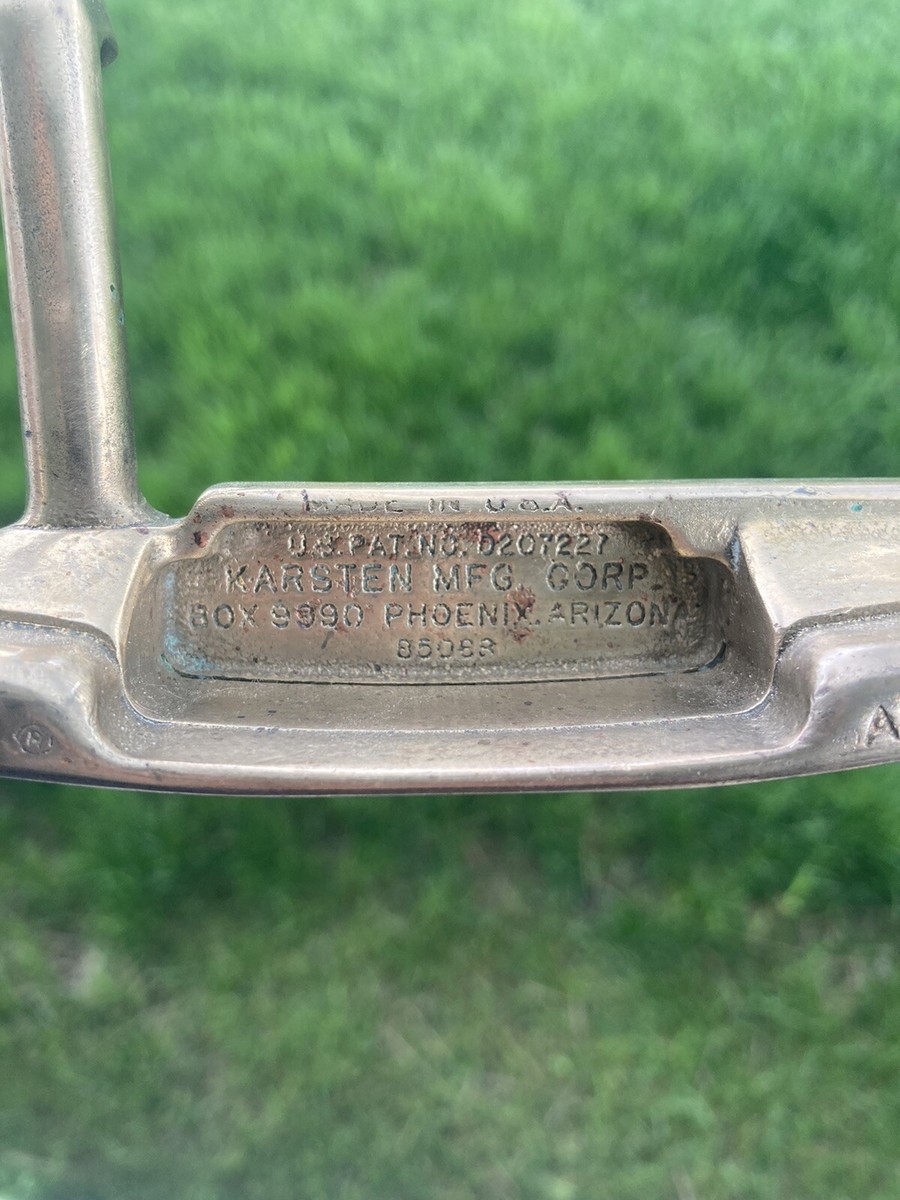 MADE IN U.S.A.
U.S. PAT. NO. D207227
KARSTEN MFG. CORP.
BOX 9990 PHOENIX, ARIZONA
85068
®
A